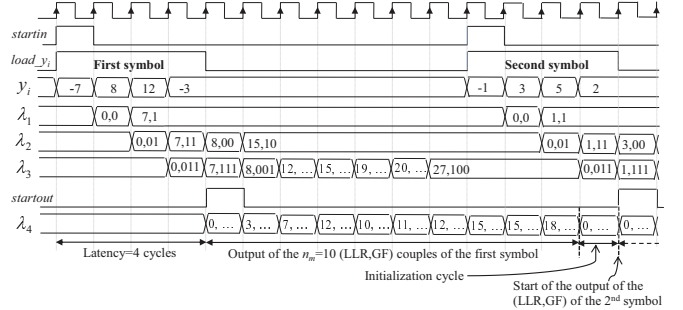 startin
load_yi First symbol Second symbol
yi -7 8 12 -3 -1 3 5 2
λ1 0,0 7,1 0,0 1,1
λ2 0,01 7,11 8,00 15,10 0,01 1,11 3,00
λ3 0,011 7,111 8,001 12, ... 15, ... 19, ... 20, ... 27,100 0,011 1,111
startout
λ4 0, ... 3, ... 7, ... 12, ... 10, ... 11, ... 12, ... 15, ... 15, ... 18, ... 0, ... 0, ...
Latency=4 cycles Output of the nm=10 (LLR,GF) couples of the first symbol
Initialization cycle
Start of the output of the
(LLR,GF) of the 2nd symbol